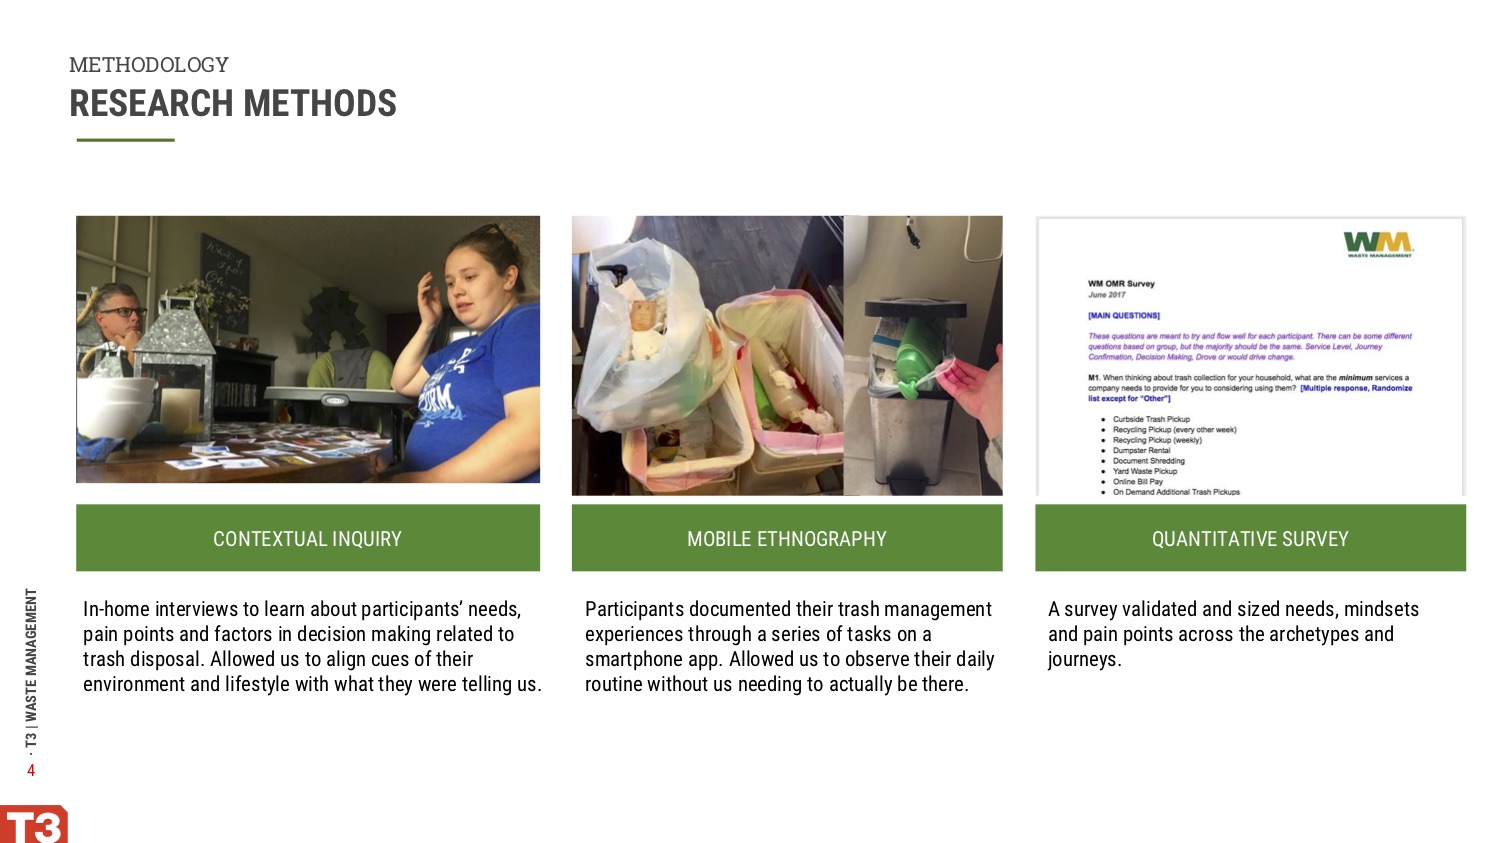 METHODOLOGY
RESEARCH METHODS
WM
WASTE MANAGEMENT
WM OMR Survey
June 2017
[MAIN QUESTIONS]
These questions are meant to try and flow well for each participant. There can be some different
questions based on group, but the majority should be the same. Service Level, Journey
Confirmation, Decision Making, Drove or would drive change.
M1. When thinking about trash collection for your household, what are the minimum services a
company needs to provide for you to considering using them? [Multiple response, Randomize
list except for "Other"]
● Curbside Trash Pickup
● Recycling Pickup (every other week)
● Recycling Pickup (weekly)
● Dumpster Rental
● Document Shredding
● Yard Waste Pickup
● Online Bill Pay
● On Demand Additional Trash Pickups
CONTEXTUAL INQUIRY
In-home interviews to learn about participants’ needs,
pain points and factors in decision making related to
trash disposal. Allowed us to align cues of their
environment and lifestyle with what they were telling us.
MOBILE ETHNOGRAPHY
Participants documented their trash management
experiences through a series of tasks on a
smartphone app. Allowed us to observe their daily
routine without us needing to actually be there.
QUANTITATIVE SURVEY
A survey validated and sized needs, mindsets
and pain points across the archetypes and
journeys.
· T3 | WASTE MANAGEMENT
4
T3